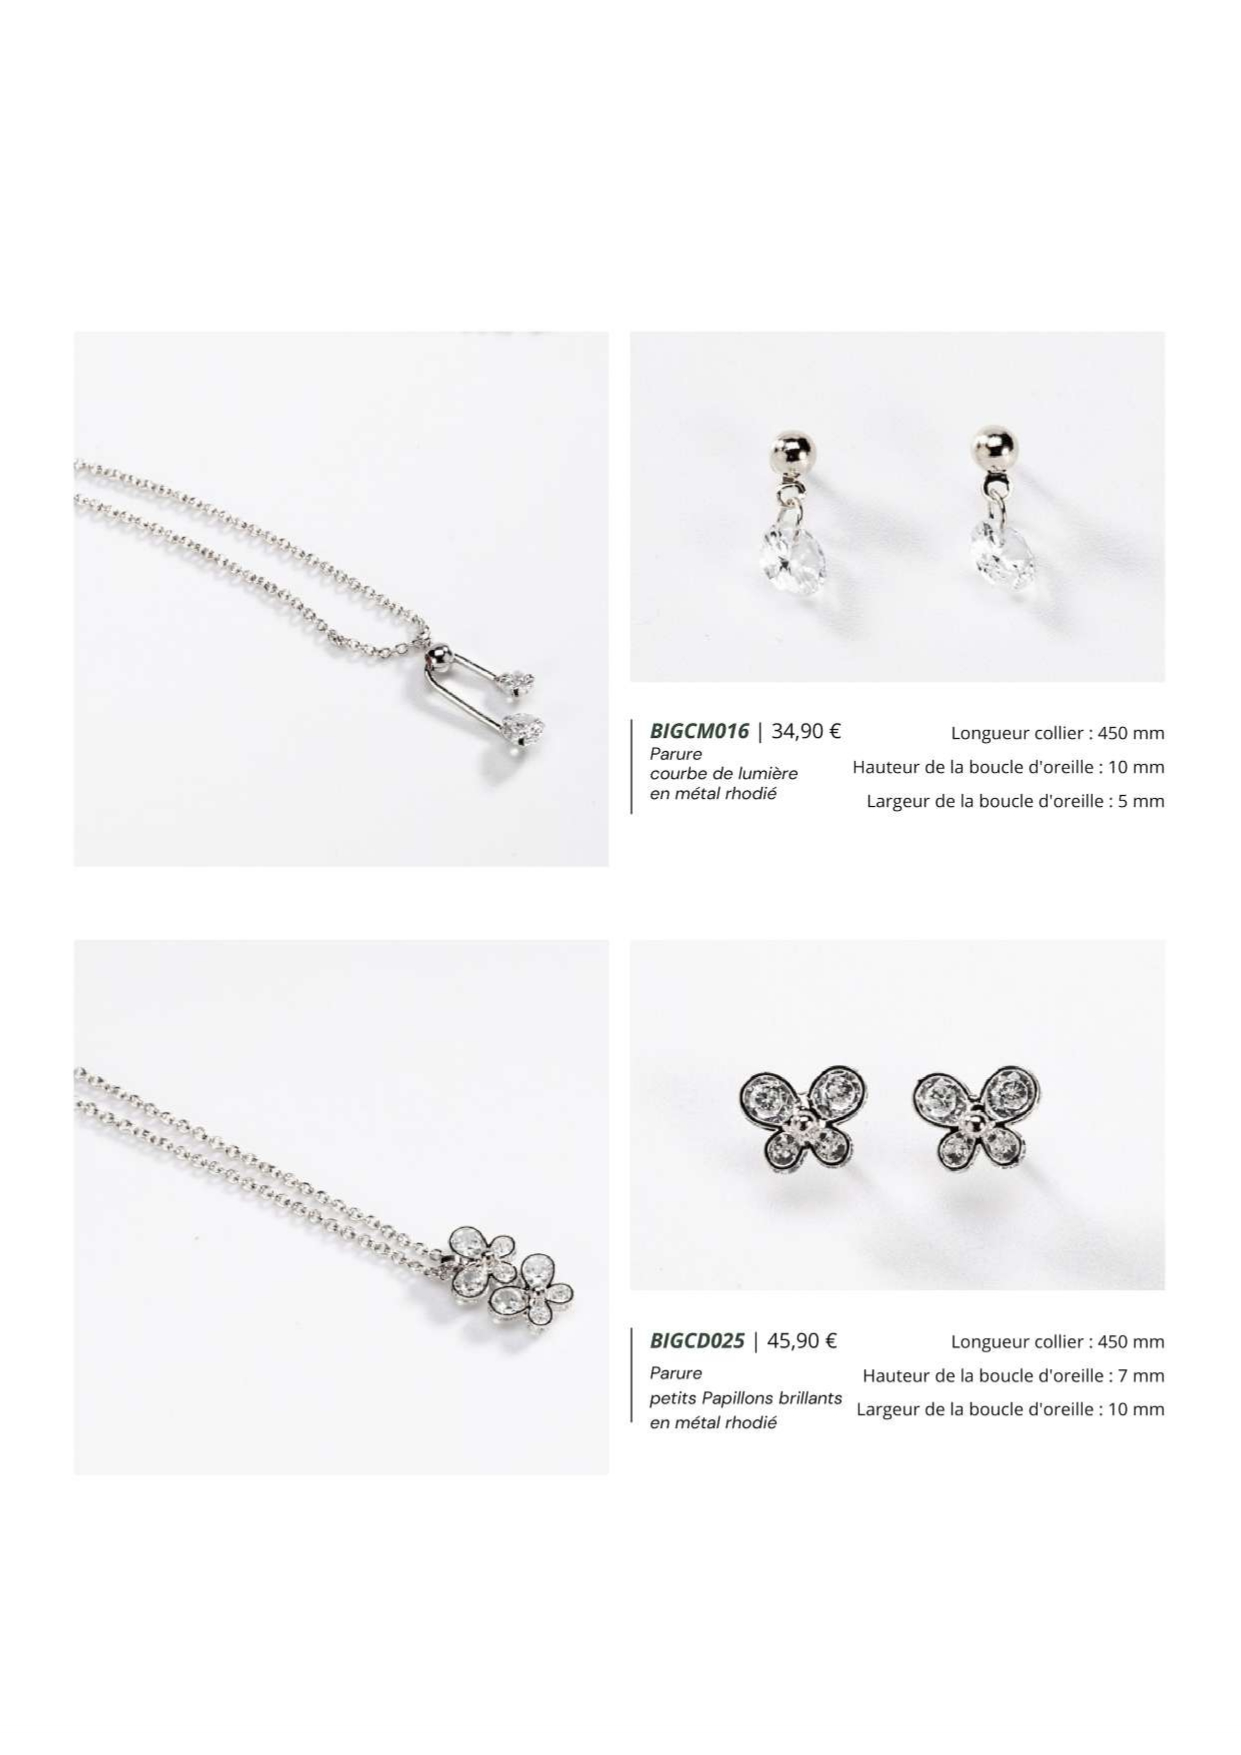 BIGCM016 | 34,90 €
Parure
courbe de lumière
en métal rhodié
Longueur collier : 450 mm
Hauteur de la boucle d'oreille : 10 mm
Largeur de la boucle d'oreille : 5 mm
BIGCD025 | 45,90 €
Parure
petits Papillons brillants
en métal rhodié
Longueur collier : 450 mm
Hauteur de la boucle d'oreille : 7 mm
Largeur de la boucle d'oreille : 10 mm